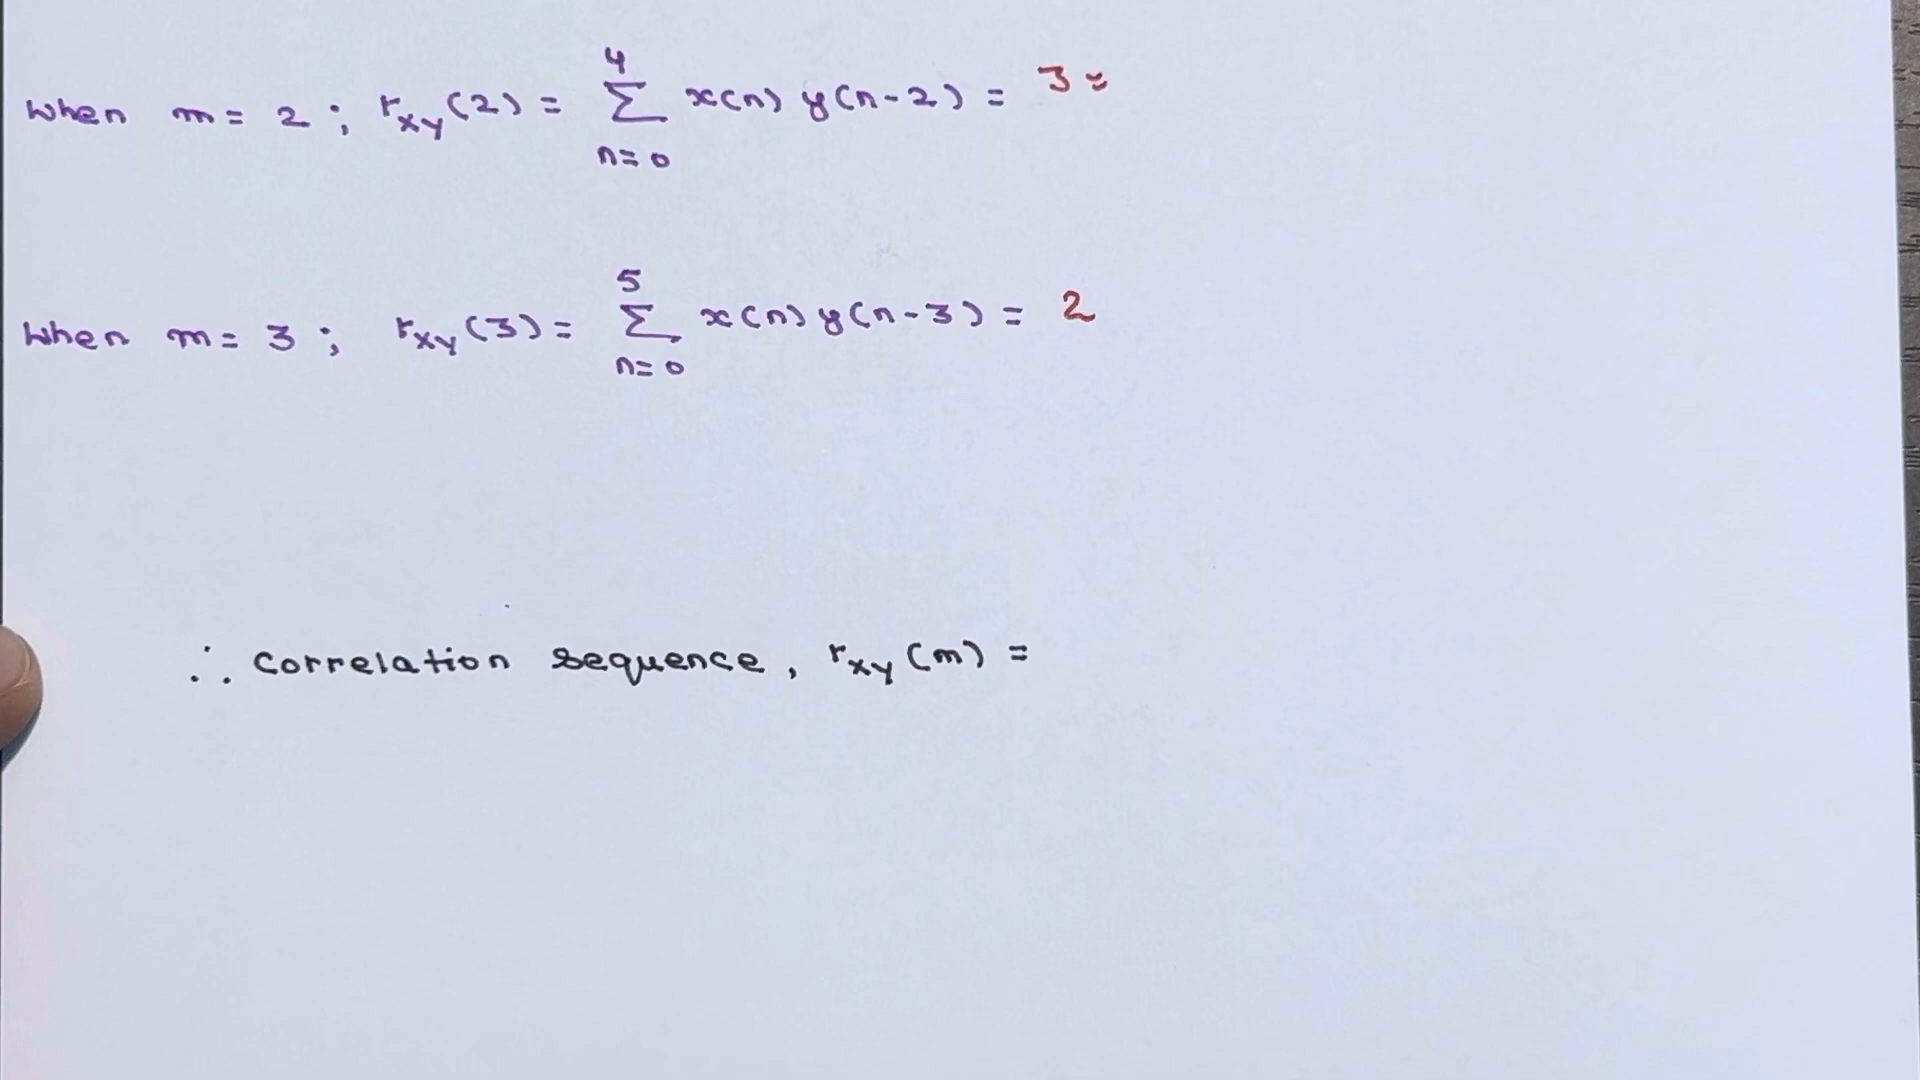 4
When m = 2 ; rxy(2) = Σ x(n) y(n-2) = 3 =
n=0
5
When m = 3 ; rxy(3) = Σ x(n) y(n-3) = 2
n=0
∴ correlation sequence, rxy(m) =